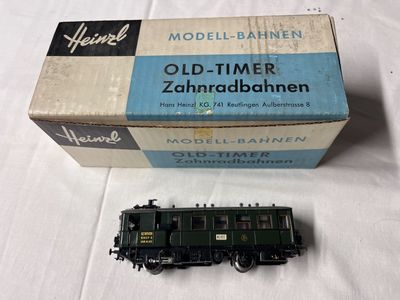 Heinzl
MODELL-BAHNEN
OLD-TIMER
Zahnradbahnen
Hans Heinzl KG. 741 Reutlingen Aulberstrasse 8
Heinzl
MODELL-BAHNEN
OLD-TIMER
Zahnradbahnen